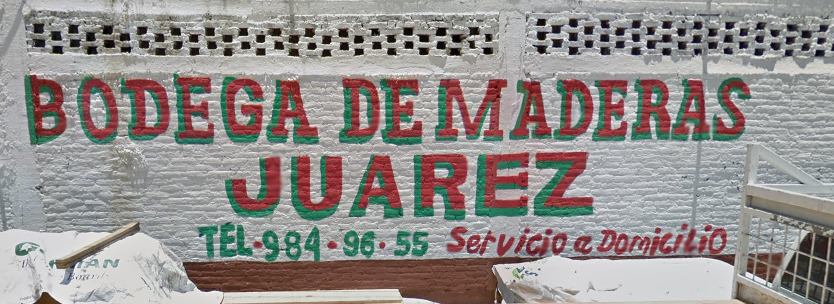 BODEGA DE MADERAS
JUAREZ
TEL-984-96-55 Servicio a Domicilio